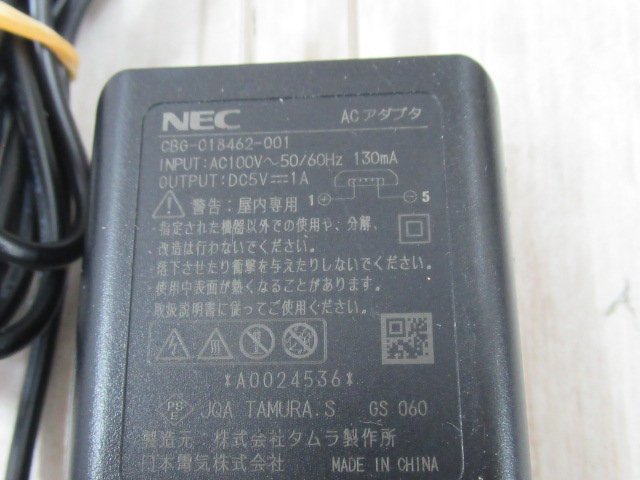 NEC ACアダプタ
CBG-018462-001
INPUT:AC100V～50/60Hz 130mA
OUTPUT:DC5V⎓1A
警告：屋内専用 1 5
・指定された機器以外での使用や、分解、
改造は行わないでください。
・落下させたり衝撃を与えたりしないでください。
・使用中表面が熱くなることがあります。
・取扱説明書に従ってご使用ください。
*A0024536*
PS E JQA TAMURA.S GS 060
製造元：株式会社タムラ製作所
日本電気株式会社 MADE IN CHINA